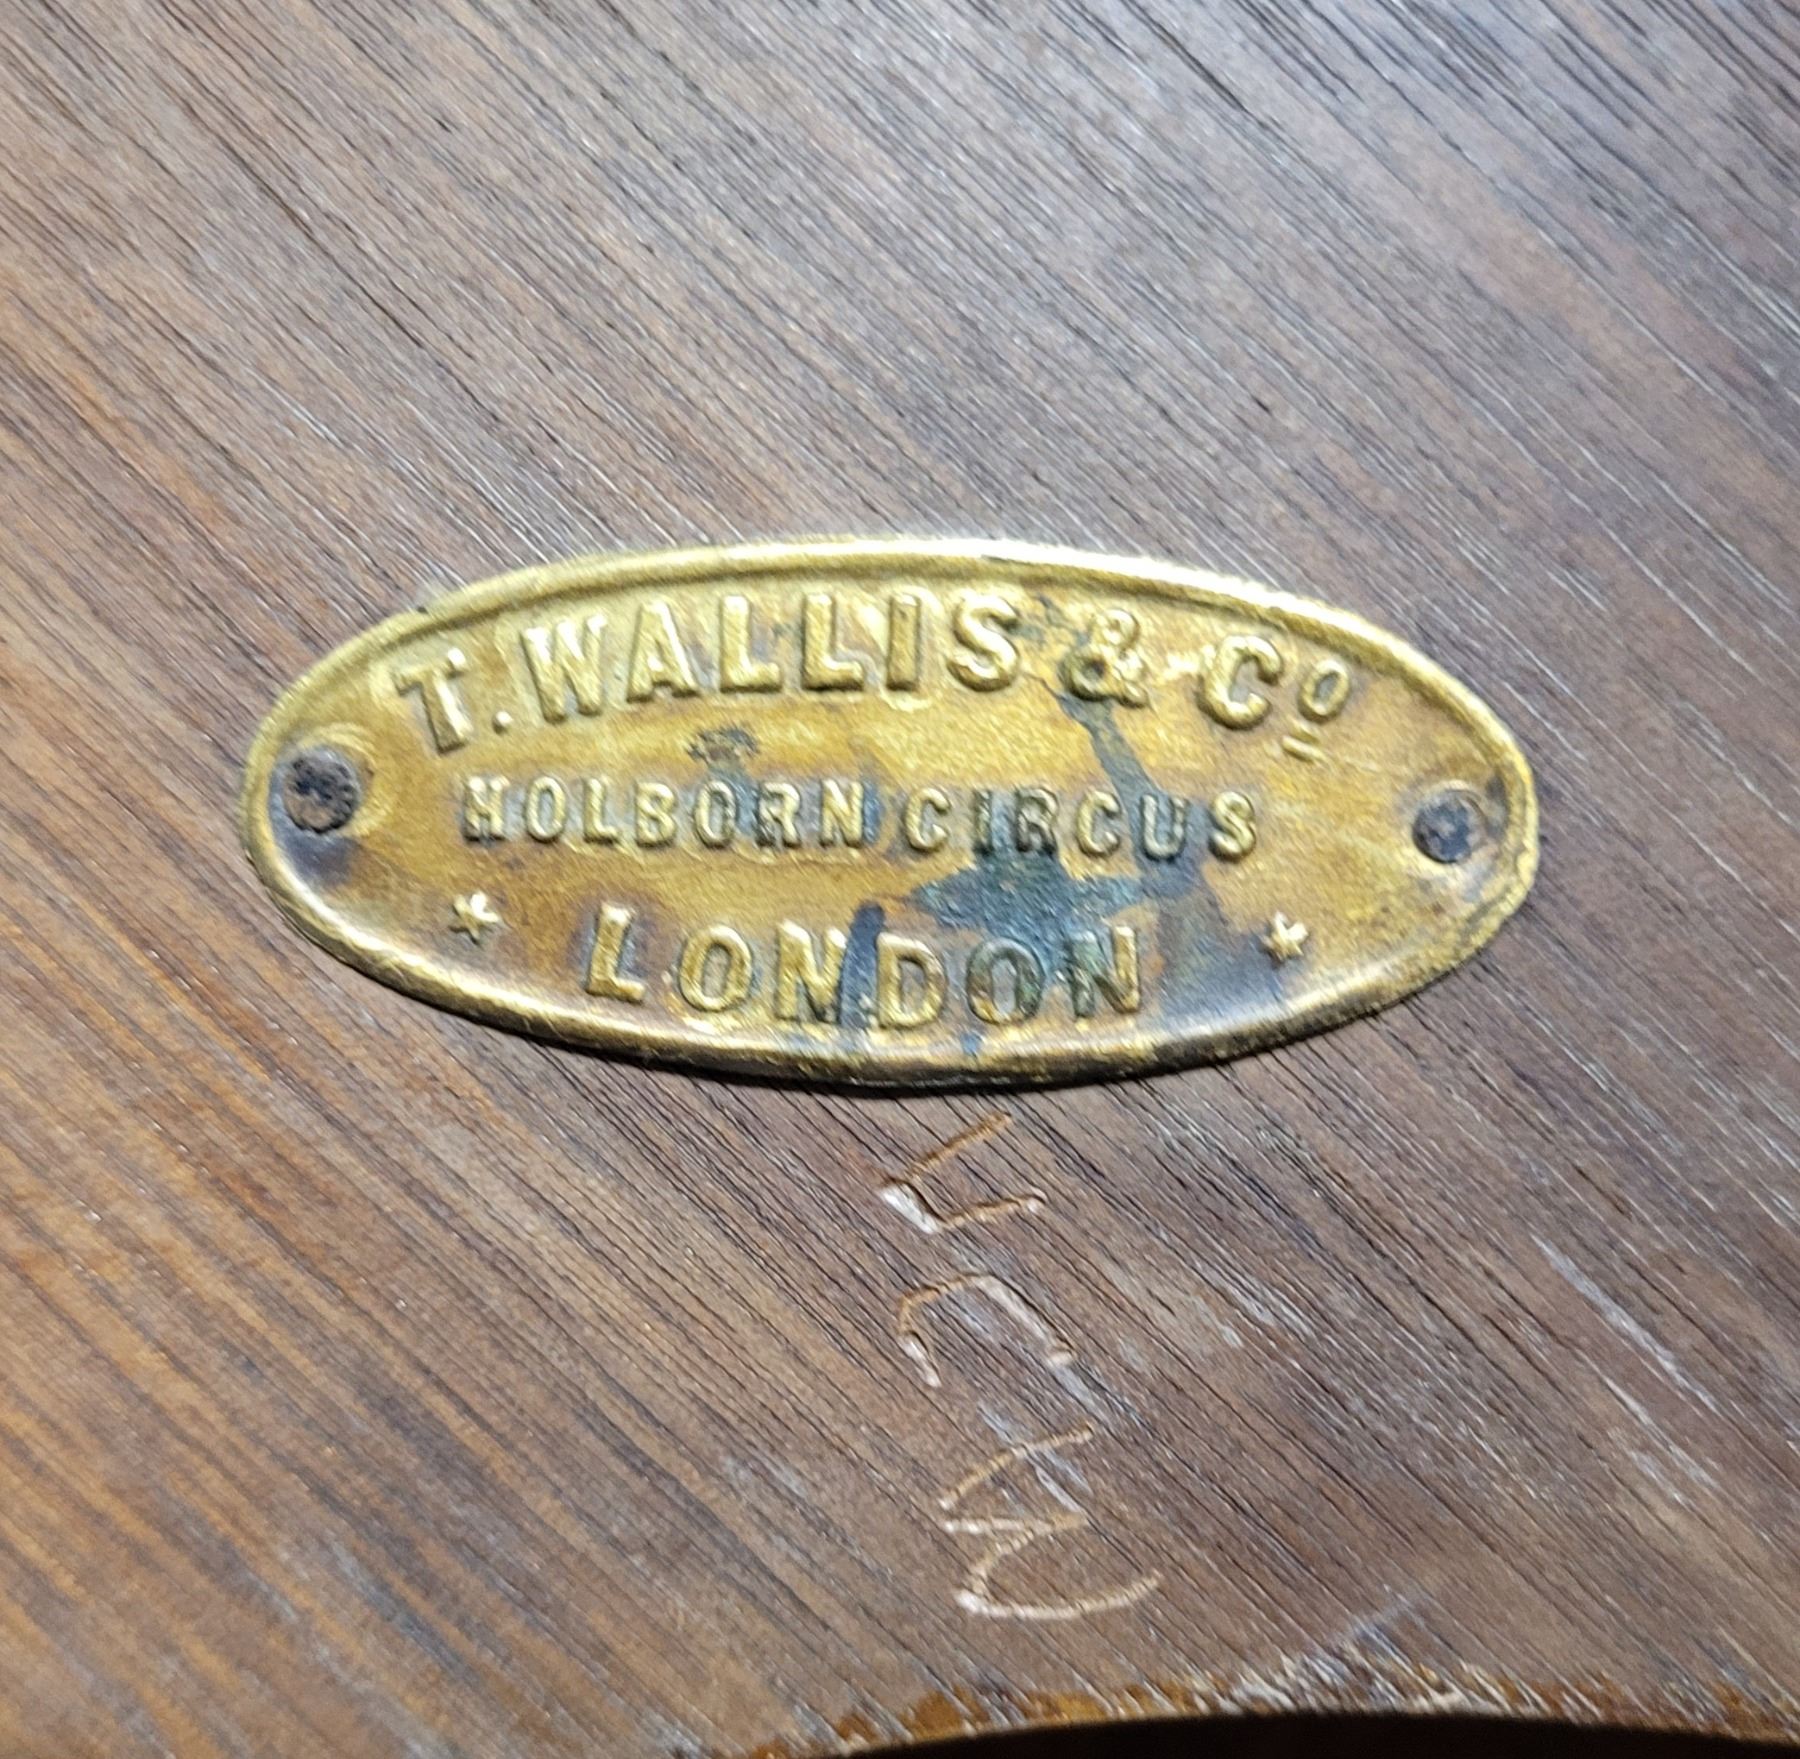 T. WALLIS & Cº
HOLBORN CIRCUS
LONDON